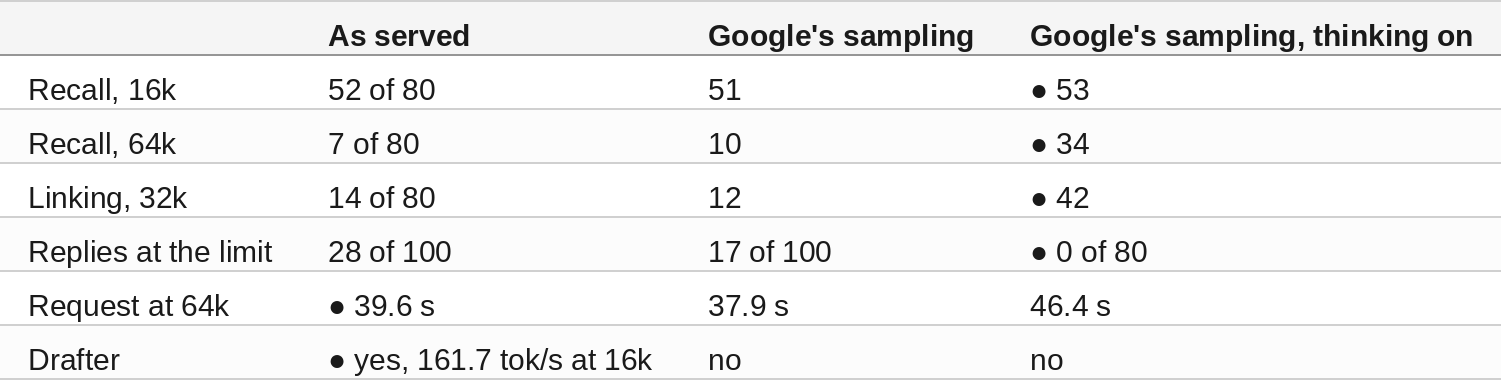 As served Google's sampling Google's sampling, thinking on
Recall, 16k 52 of 80 51 ● 53
Recall, 64k 7 of 80 10 ● 34
Linking, 32k 14 of 80 12 ● 42
Replies at the limit 28 of 100 17 of 100 ● 0 of 80
Request at 64k ● 39.6 s 37.9 s 46.4 s
Drafter ● yes, 161.7 tok/s at 16k no no